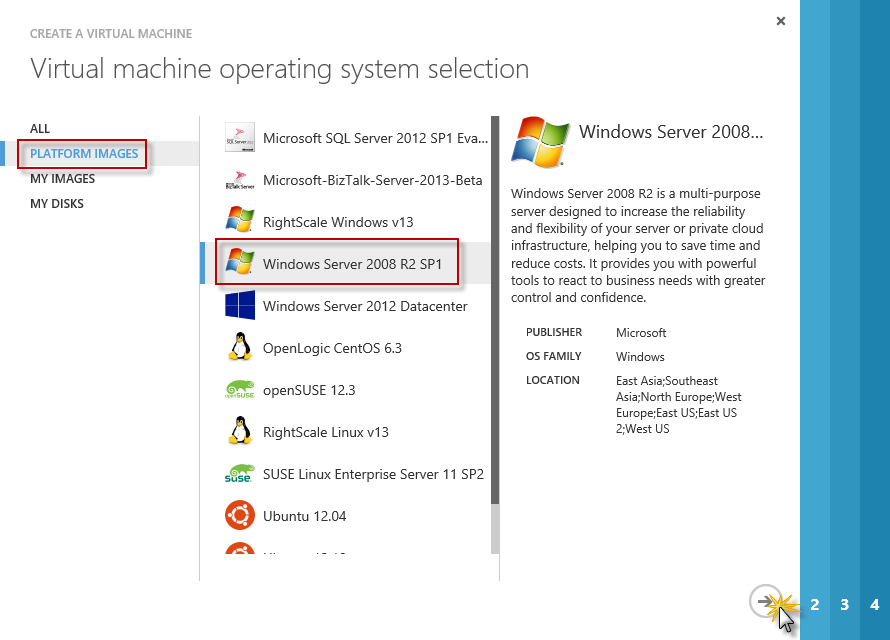 CREATE A VIRTUAL MACHINE
Virtual machine operating system selection
ALL
PLATFORM IMAGES
MY IMAGES
MY DISKS
Microsoft SQL Server 2012 SP1 Eva...
Microsoft-BizTalk-Server-2013-Beta
RightScale Windows v13
Windows Server 2008 R2 SP1
Windows Server 2012 Datacenter
OpenLogic CentOS 6.3
openSUSE 12.3
RightScale Linux v13
SUSE Linux Enterprise Server 11 SP2
Ubuntu 12.04
Windows Server 2008...
Windows Server 2008 R2 is a multi-purpose
server designed to increase the reliability
and flexibility of your server or private cloud
infrastructure, helping you to save time and
reduce costs. It provides you with powerful
tools to react to business needs with greater
control and confidence.
PUBLISHER Microsoft
OS FAMILY Windows
LOCATION East Asia;Southeast
Asia;North Europe;West
Europe;East US;East US
2;West US
2 3 4